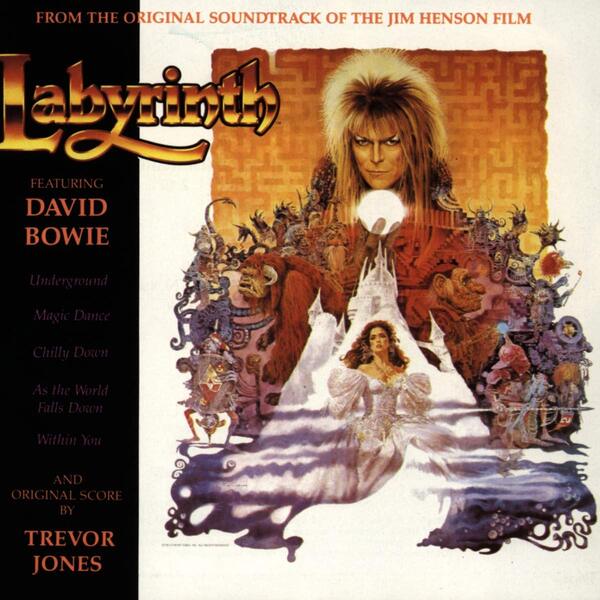 FROM THE ORIGINAL SOUNDTRACK OF THE JIM HENSON FILM
Labyrinth
FEATURING
DAVID
BOWIE
Underground
Magic Dance
Chilly Down
As the World
Falls Down
Within You
AND
ORIGINAL SCORE
BY
TREVOR
JONES